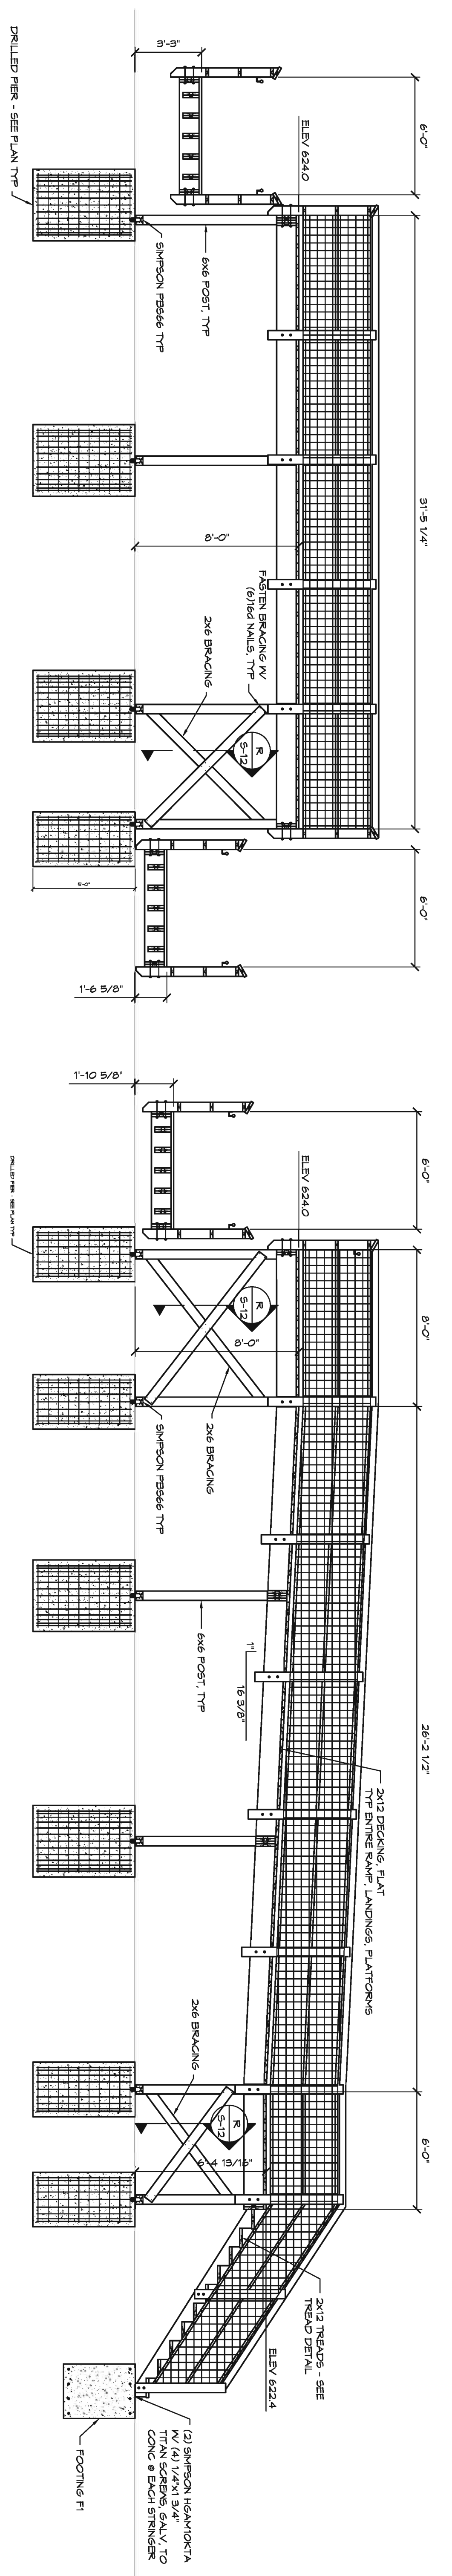 6'-0"
3'-3"
ELEV 624.0
DRILLED PIER - SEE PLAN TYP
SIMPSON PBS66 TYP
6x6 POST, TYP
31'-5 1/4"
8'-0"
FASTEN BRACING W/
(6)16d NAILS, TYP
2x6 BRACING
R
S-12
5'-0"
6'-0"
1'-6 5/8"
1'-10 5/8"
6'-0"
ELEV 624.0
DRILLED PIER - SEE PLAN TYP
8'-0"
R
S-12
8'-0"
2x6 BRACING
SIMPSON PBS66 TYP
6x6 POST, TYP
1"
16 3/8"
26'-2 1/2"
2x12 DECKING, FLAT
TYP ENTIRE RAMP, LANDINGS, PLATFORMS
2x6 BRACING
R
S-12
6'-4 13/16"
6'-0"
2x12 TREADS - SEE
TREAD DETAIL
ELEV 622.4
(2) SIMPSON HGAM10KTA
W/ (4) 1/4"x1 3/4"
TITAN SCREWS, GALV, TO
CONC @ EACH STRINGER
FOOTING F1